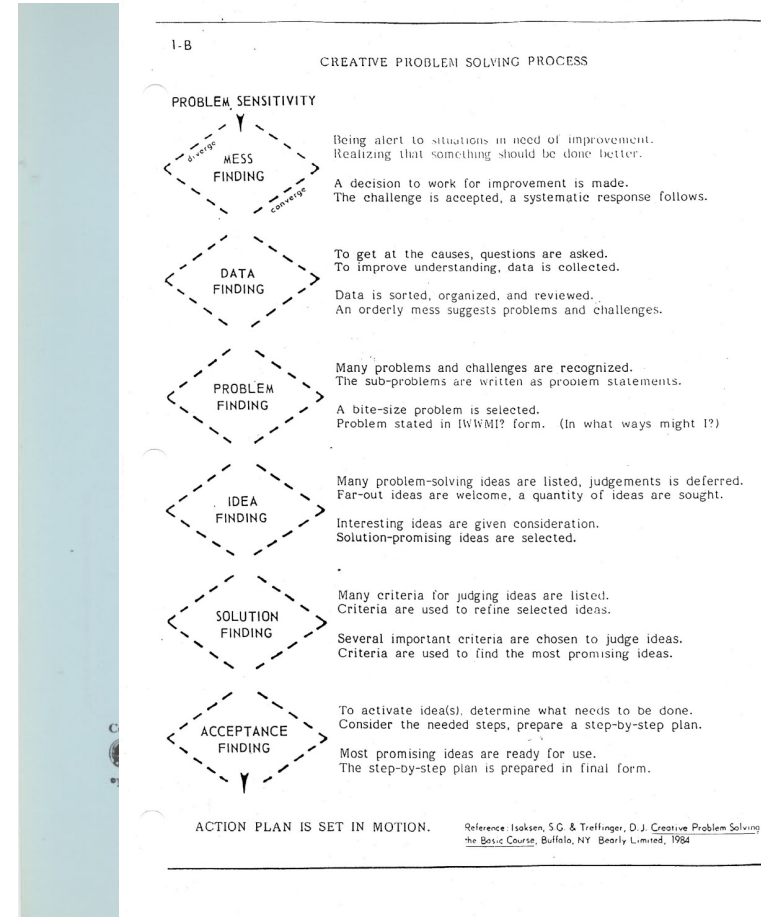 1-B
CREATIVE PROBLEM SOLVING PROCESS
PROBLEM SENSITIVITY
diverge
MESS
FINDING
converge
Being alert to situations in need of improvement.
Realizing that something should be done better.
A decision to work for improvement is made.
The challenge is accepted, a systematic response follows.
DATA
FINDING
To get at the causes, questions are asked.
To improve understanding, data is collected.
Data is sorted, organized, and reviewed.
An orderly mess suggests problems and challenges.
PROBLEM
FINDING
Many problems and challenges are recognized.
The sub-problems are written as problem statements.
A bite-size problem is selected.
Problem stated in IWWMI? form. (In what ways might I?)
IDEA
FINDING
Many problem-solving ideas are listed, judgements is deferred.
Far-out ideas are welcome, a quantity of ideas are sought.
Interesting ideas are given consideration.
Solution-promising ideas are selected.
SOLUTION
FINDING
Many criteria for judging ideas are listed.
Criteria are used to refine selected ideas.
Several important criteria are chosen to judge ideas.
Criteria are used to find the most promising ideas.
ACCEPTANCE
FINDING
To activate idea(s), determine what needs to be done.
Consider the needed steps, prepare a step-by-step plan.
Most promising ideas are ready for use.
The step-by-step plan is prepared in final form.
ACTION PLAN IS SET IN MOTION.
Reference: Isaksen, S.G. & Treffinger, D.J. Creative Problem Solving
the Basic Course, Buffalo, NY Bearly Limited, 1984